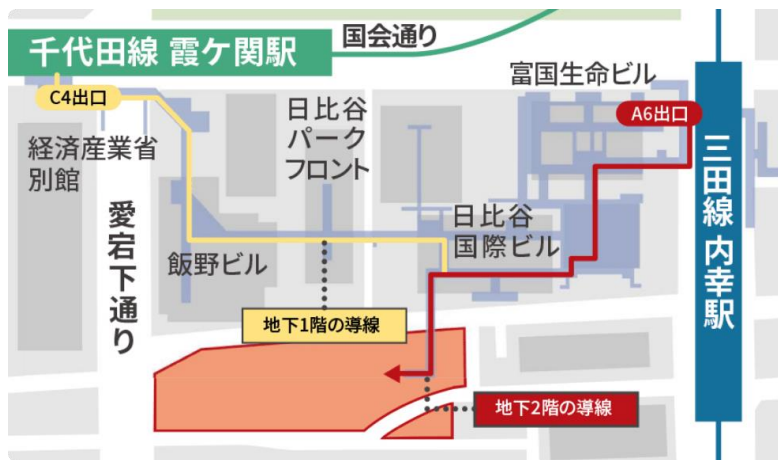 千代田線 霞ケ関駅
国会通り
富国生命ビル
C4出口
A6出口
日比谷
パーク
フロント
経済産業省
別館
三田線 内幸駅
愛宕下通り
日比谷
国際ビル
飯野ビル
地下1階の導線
地下2階の導線